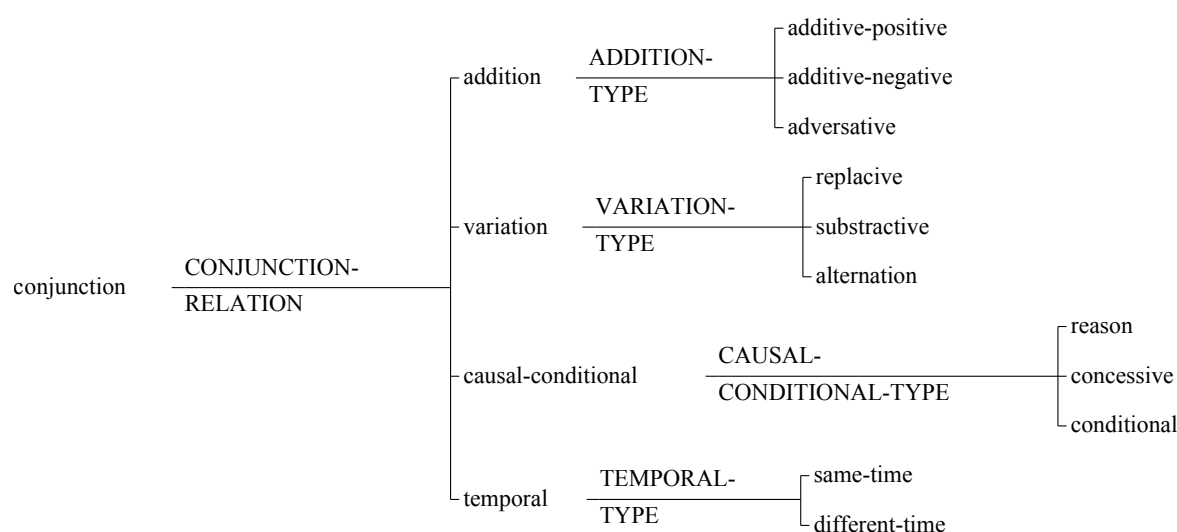 additive-positive
ADDITION-
addition
additive-negative
TYPE
adversative
replacive
VARIATION-
variation
substractive
TYPE
CONJUNCTION-
alternation
conjunction
RELATION
reason
CAUSAL-
causal-conditional
concessive
CONDITIONAL-TYPE
conditional
same-time
TEMPORAL-
temporal
TYPE
different-time